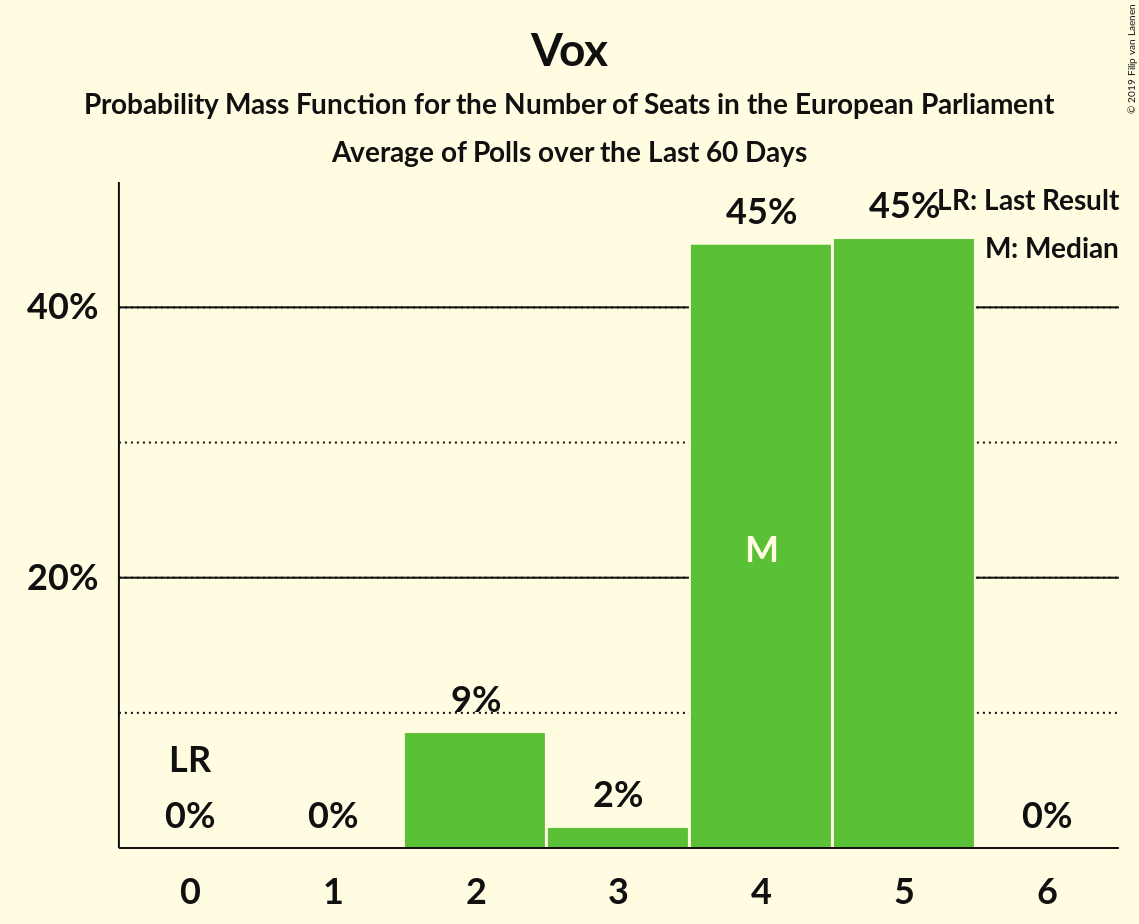 Vox
Probability Mass Function for the Number of Seats in the European Parliament
Average of Polls over the Last 60 Days
© 2019 Filip van Laenen
LR: Last Result
M: Median
45%
45%
40%
20%
M
9%
2%
LR
0%
0%
0%
0
1
2
3
4
5
6